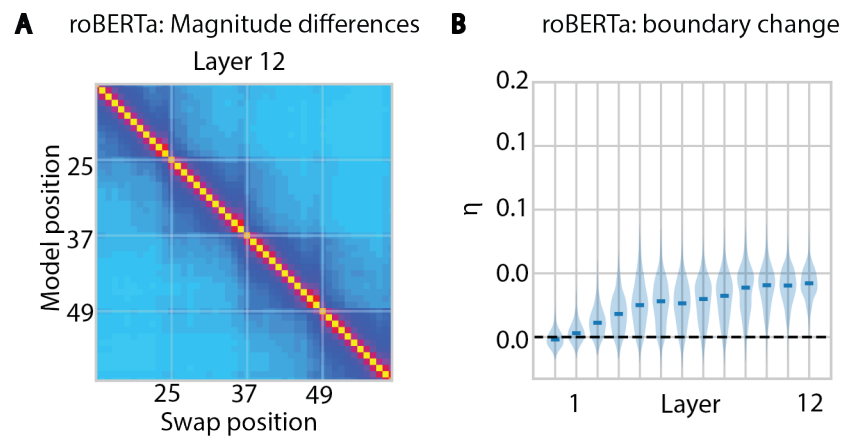 A
roBERTa: Magnitude differences
Layer 12
Model position
25
37
49
25
37
49
Swap position
B
roBERTa: boundary change
η
0.2
0.1
0.1
0.0
0.0
1
Layer
12